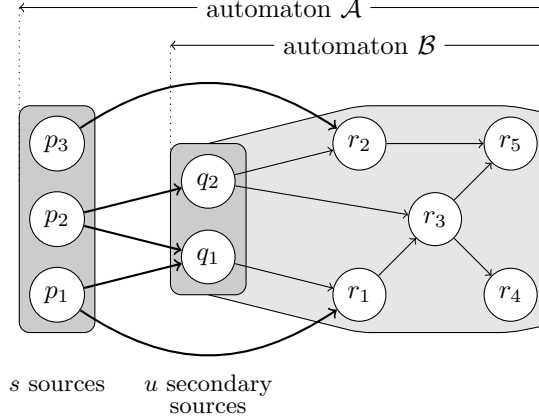 automaton 𝒜
automaton ℬ
p₃
r₂
r₅
q₂
p₂
r₃
q₁
p₁
r₁
r₄
s sources
u secondary
sources